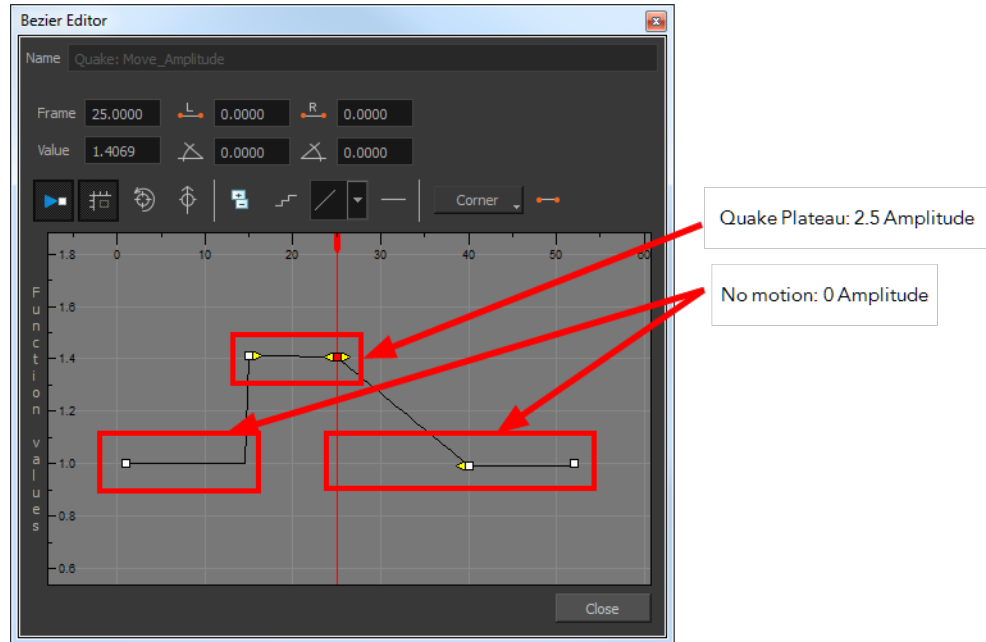 Bezier Editor
Name Quake: Move_Amplitude
Frame 25.0000 L 0.0000 R 0.0000
Value 1.4069 0.0000 0.0000
Corner
Quake Plateau: 2.5 Amplitude
No motion: 0 Amplitude
0 10 20 30 40 50 60
Function values
1.8
1.6
1.4
1.2
1.0
0.8
0.6
Close